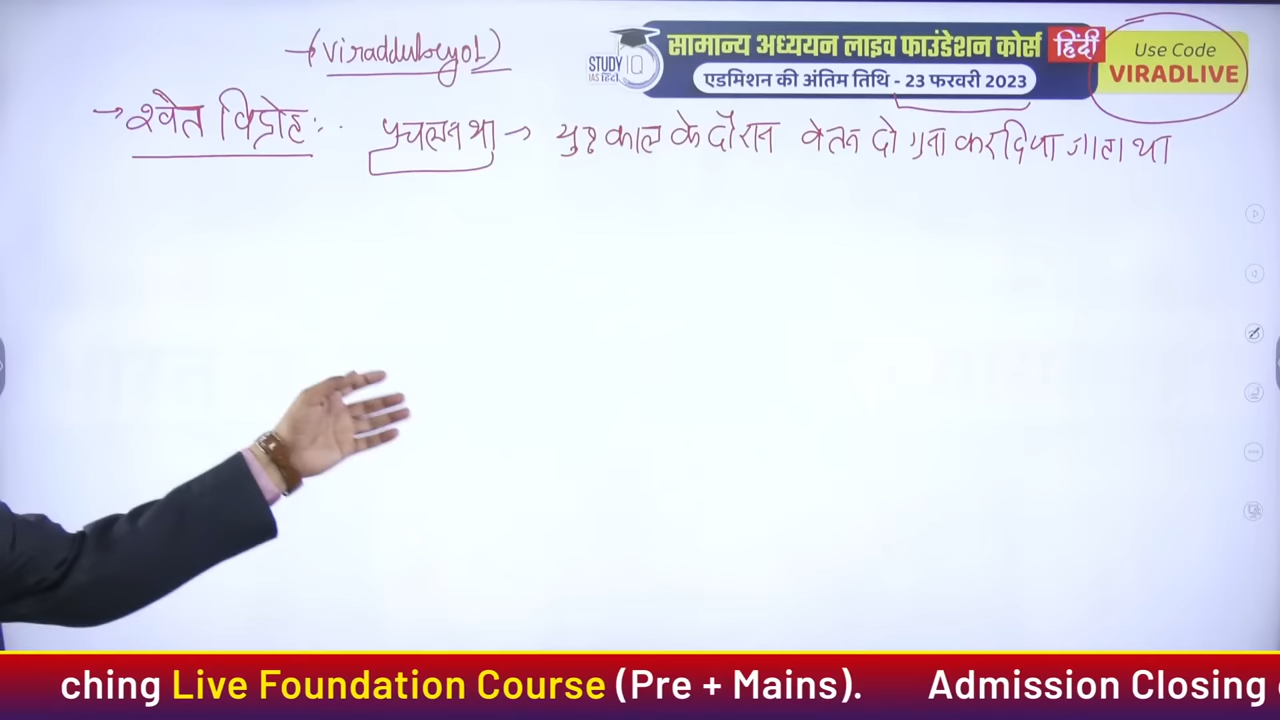 → (viraddubey01)
सामान्य अध्ययन लाइव फाउंडेशन कोर्स हिंदी
STUDY IQ
IAS हिंदी
एडमिशन की अंतिम तिथि - 23 फरवरी 2023
Use Code
VIRADLIVE
→ श्वेत विद्रोह :- प्रचलन था → युद्ध काल के दौरान वेतन दो गुना कर दिया जाता था
ching Live Foundation Course (Pre + Mains). Admission Closing